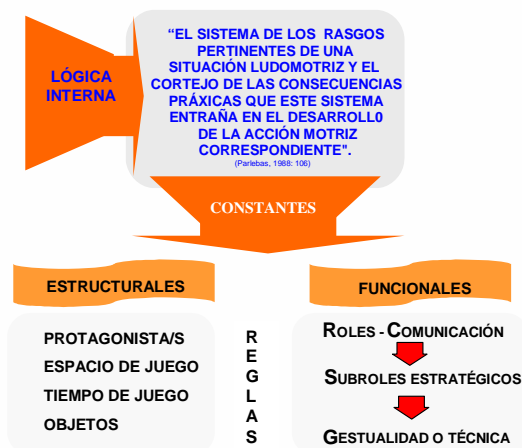 LÓGICA
INTERNA
“EL SISTEMA DE LOS RASGOS
PERTINENTES DE UNA
SITUACIÓN LUDOMOTRIZ Y EL
CORTEJO DE LAS CONSECUENCIAS
PRÁXICAS QUE ESTE SISTEMA
ENTRAÑA EN EL DESARROLL0
DE LA ACCIÓN MOTRIZ
CORRESPONDIENTE".
(Parlebas, 1988: 106)
CONSTANTES
ESTRUCTURALES
PROTAGONISTA/S
ESPACIO DE JUEGO
TIEMPO DE JUEGO
OBJETOS
R
E
G
L
A
S
FUNCIONALES
ROLES - COMUNICACIÓN
SUBROLES ESTRATÉGICOS
GESTUALIDAD O TÉCNICA